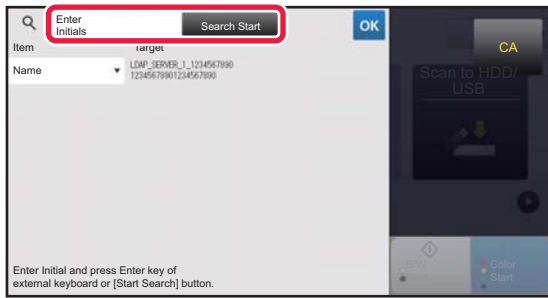 Enter
Initials
Search Start
OK
CA
Item
Target
Name
LDAP_SERVER_1_1234567890
12345678901234567890
Scan to HDD/
USB
B/W
Start
Color
Start
Enter Initial and press Enter key of
external keyboard or [Start Search] button.